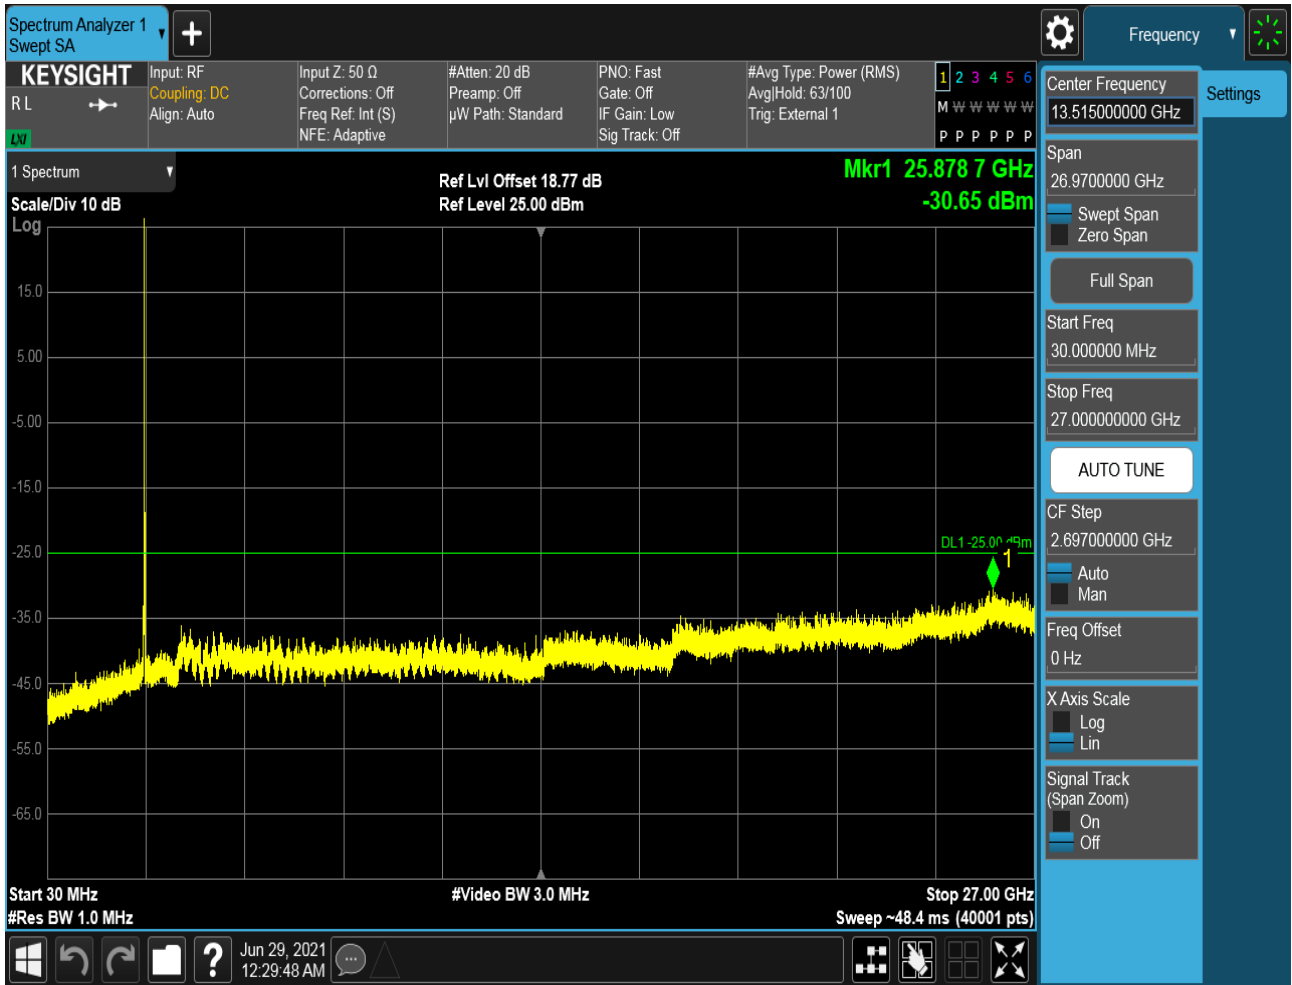 Spectrum Analyzer 1
Swept SA
Frequency
KEYSIGHT
R L
LXI
Input: RF
Coupling: DC
Align: Auto
Input Z: 50 Ω
Corrections: Off
Freq Ref: Int (S)
NFE: Adaptive
#Atten: 20 dB
Preamp: Off
µW Path: Standard
PNO: Fast
Gate: Off
IF Gain: Low
Sig Track: Off
#Avg Type: Power (RMS)
Avg|Hold: 63/100
Trig: External 1
1 2 3 4 5 6
M W W W W W
P P P P P P
1 Spectrum
Scale/Div 10 dB
Log
Ref Lvl Offset 18.77 dB
Ref Level 25.00 dBm
Mkr1 25.878 7 GHz
-30.65 dBm
15.0
5.00
-5.00
-15.0
-25.0
-35.0
-45.0
-55.0
-65.0
DL1 -25.00 dBm
1
Start 30 MHz
#Res BW 1.0 MHz
#Video BW 3.0 MHz
Stop 27.00 GHz
Sweep ~48.4 ms (40001 pts)
Center Frequency
13.515000000 GHz
Span
26.9700000 GHz
Swept Span
Zero Span
Full Span
Start Freq
30.000000 MHz
Stop Freq
27.000000000 GHz
AUTO TUNE
CF Step
2.697000000 GHz
Auto
Man
Freq Offset
0 Hz
X Axis Scale
Log
Lin
Signal Track
(Span Zoom)
On
Off
Settings
?
Jun 29, 2021
12:29:48 AM